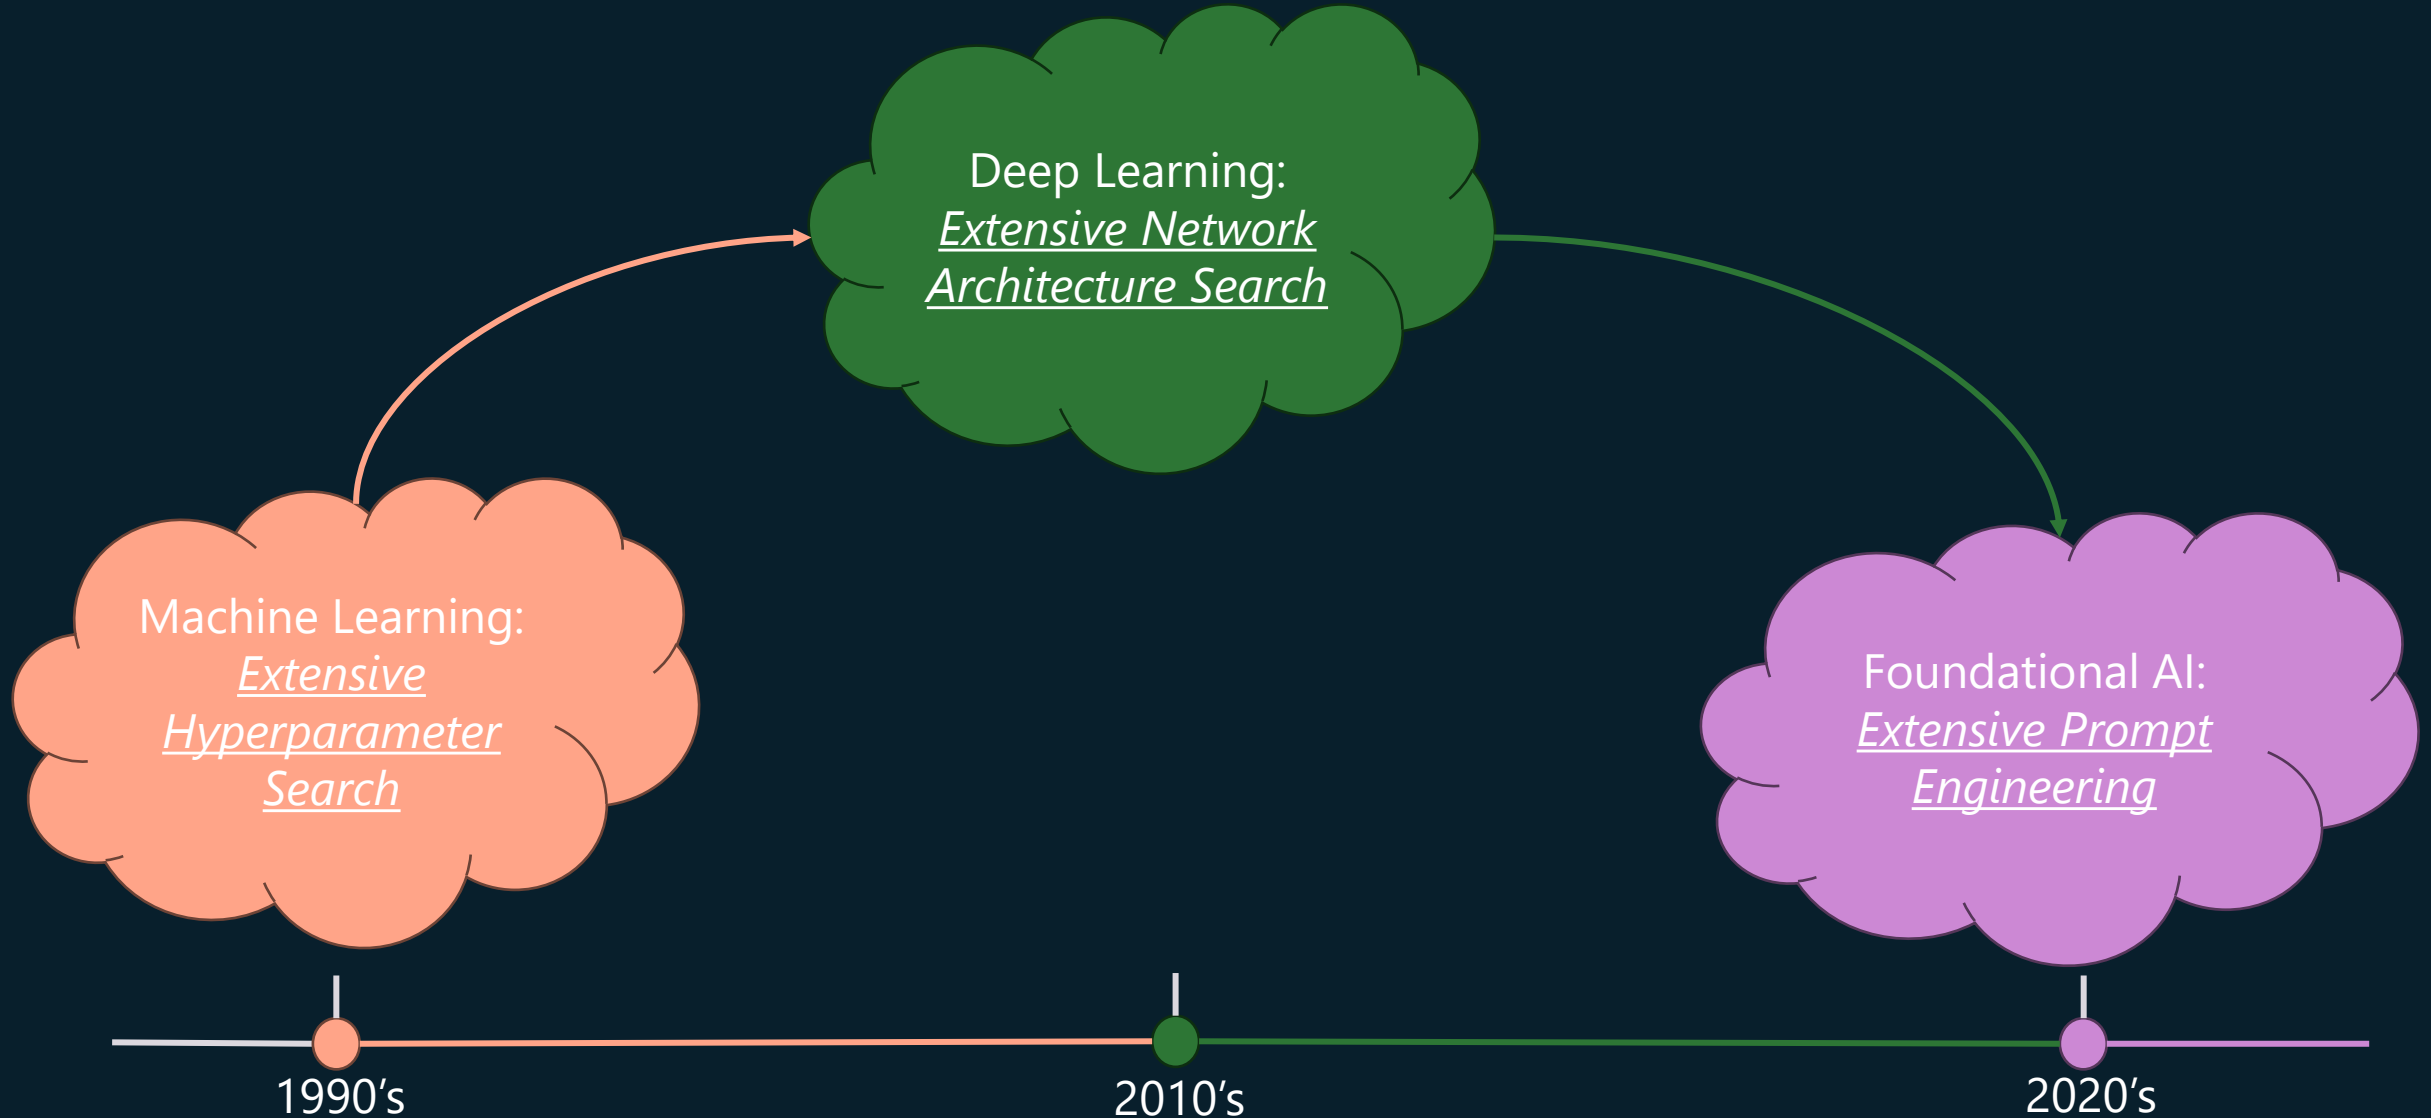 Deep Learning:
Extensive Network
Architecture Search
Machine Learning:
Extensive
Hyperparameter
Search
Foundational AI:
Extensive Prompt
Engineering
1990’s
2010’s
2020’s